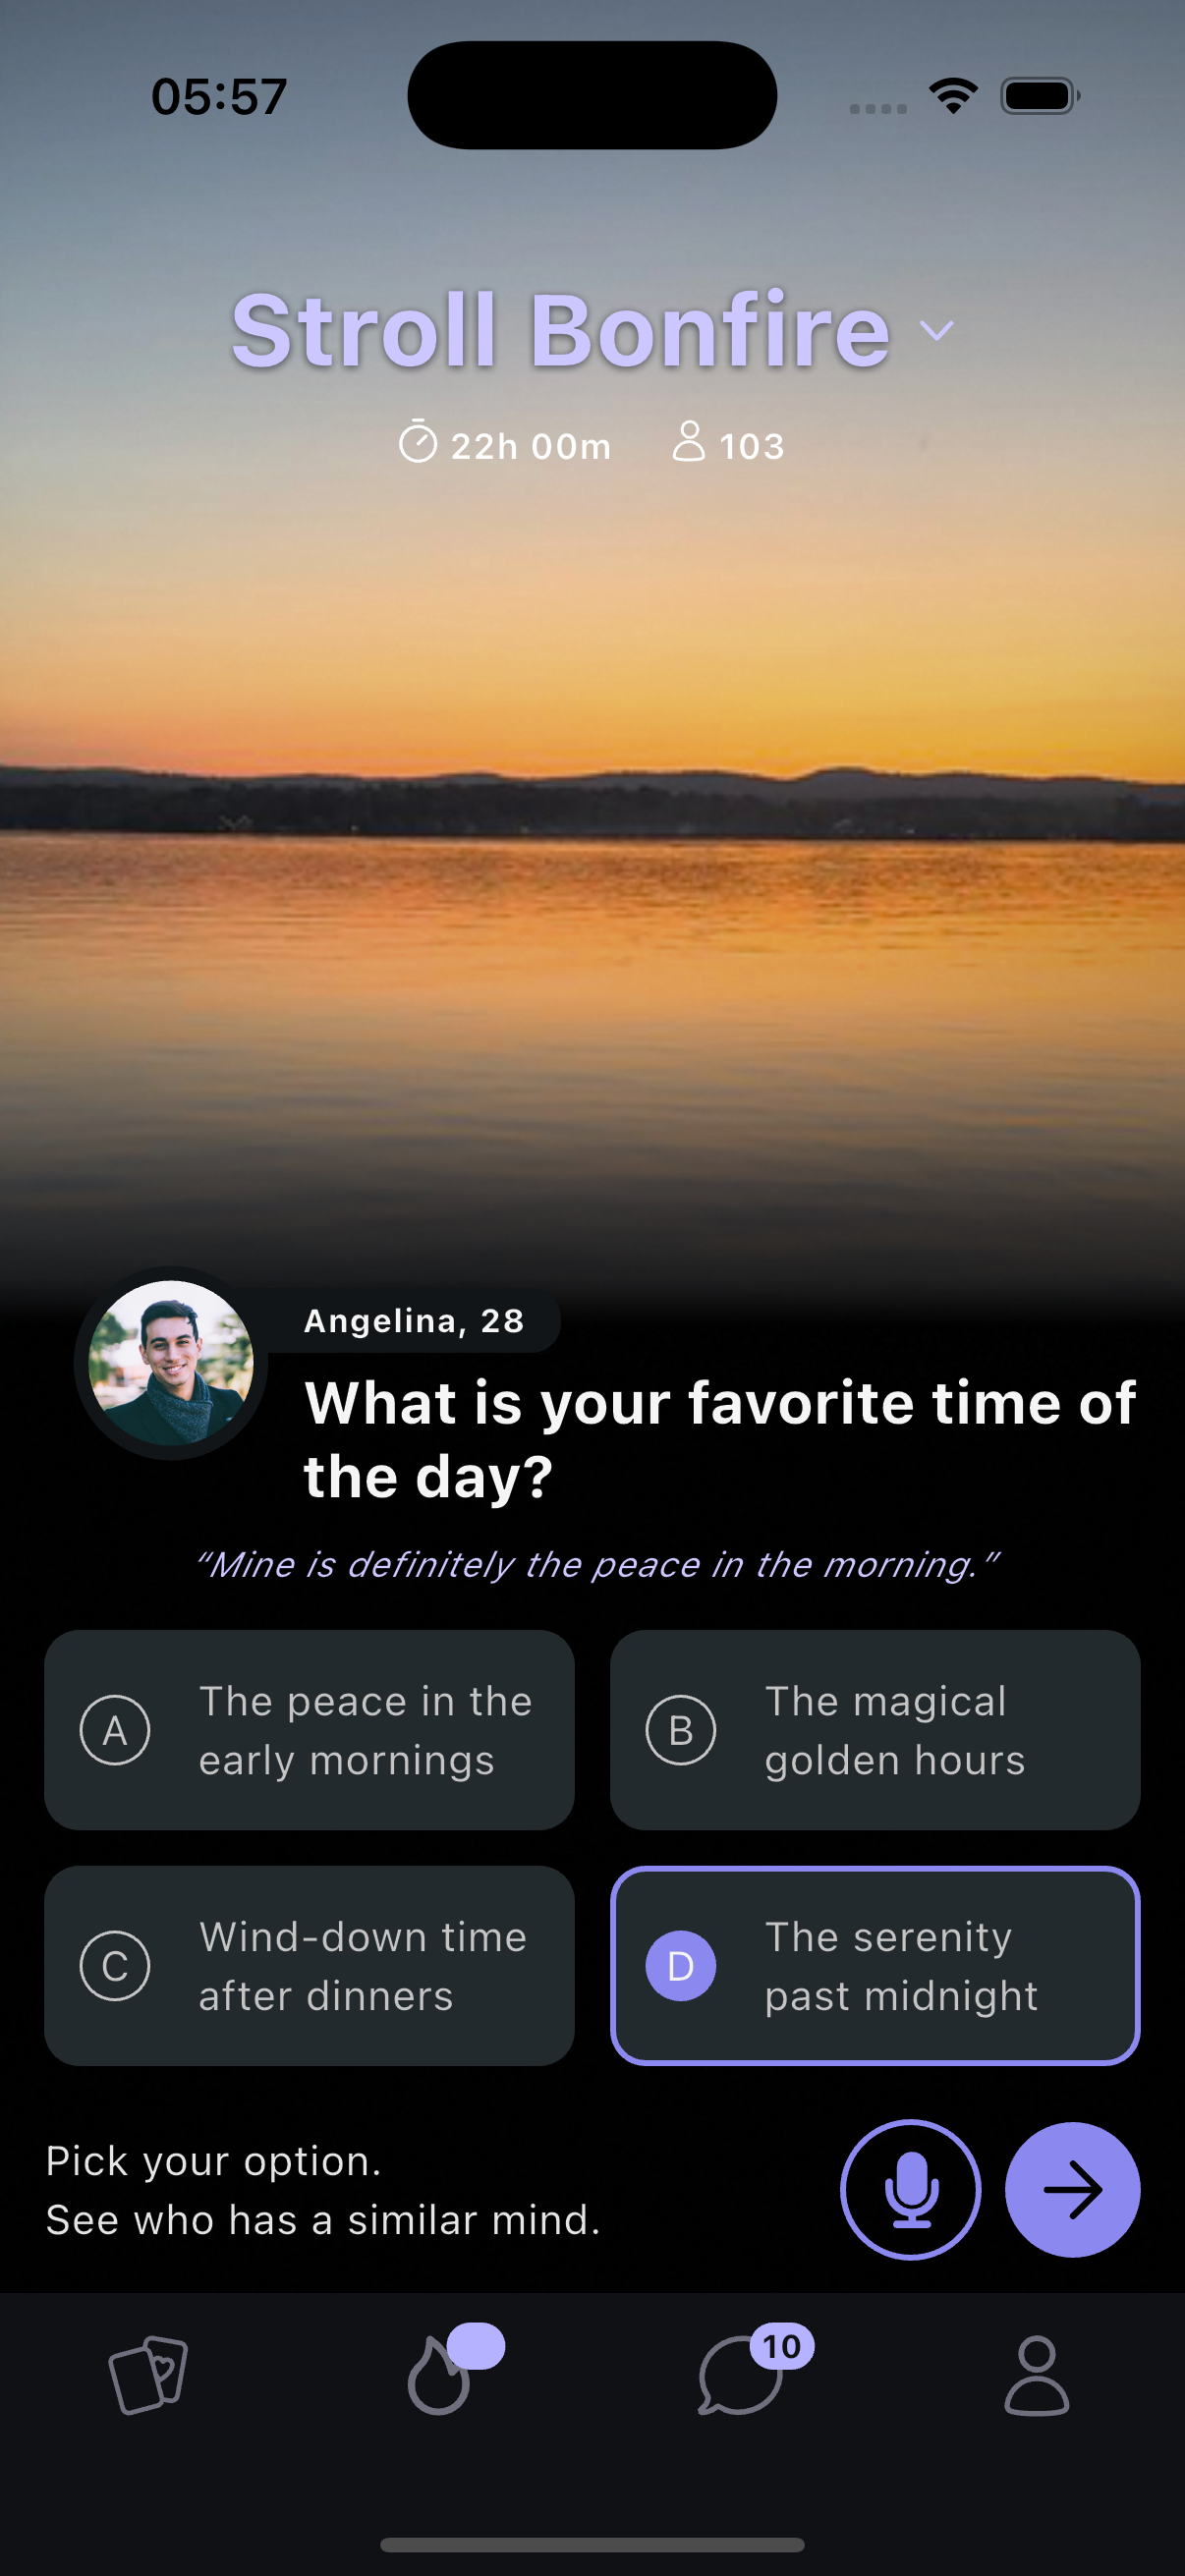 05:57
Stroll Bonfire
22h 00m 103
Angelina, 28
What is your favorite time of
the day?
“Mine is definitely the peace in the morning.”
A
The peace in the
early mornings
B
The magical
golden hours
C
Wind-down time
after dinners
D
The serenity
past midnight
Pick your option.
See who has a similar mind.
10